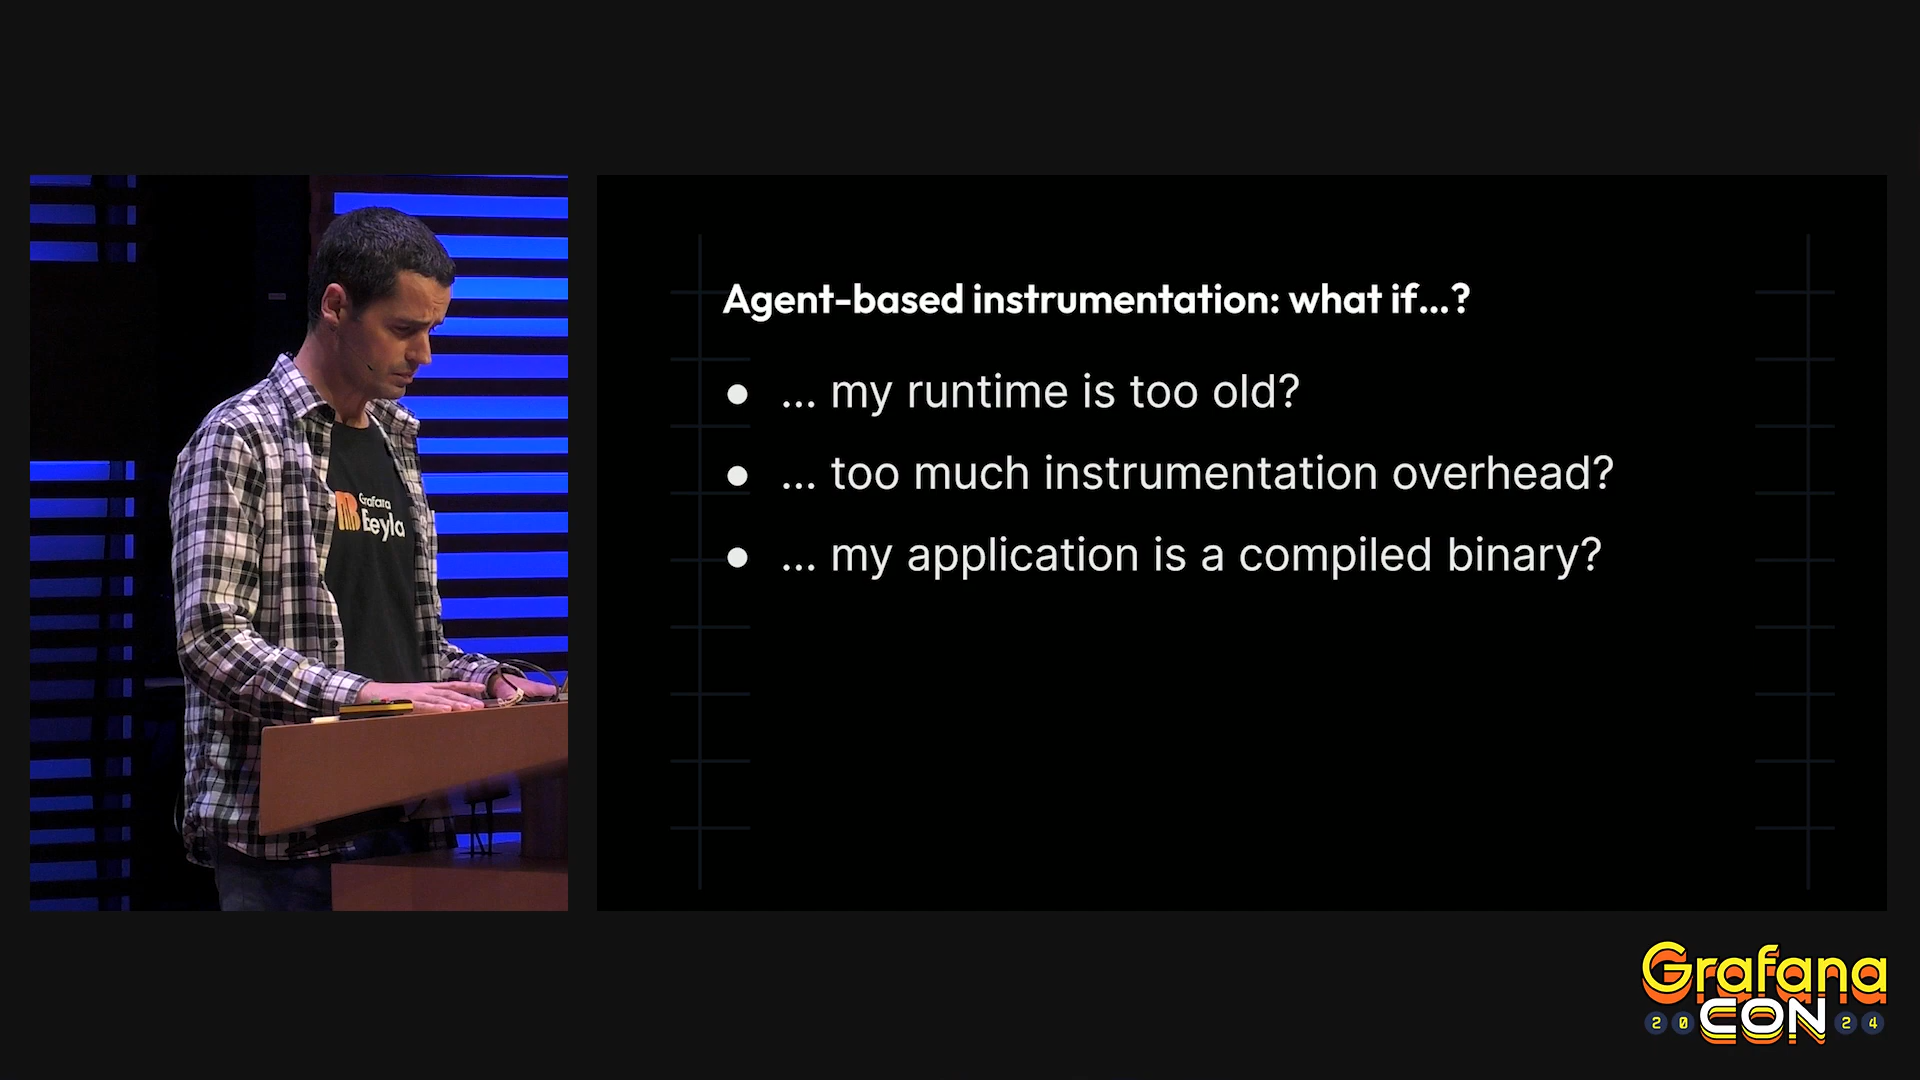 Agent-based instrumentation: what if...?
● ... my runtime is too old?
● ... too much instrumentation overhead?
● ... my application is a compiled binary?
Grafana
Beyla
Grafana
2 0 CON 2 4